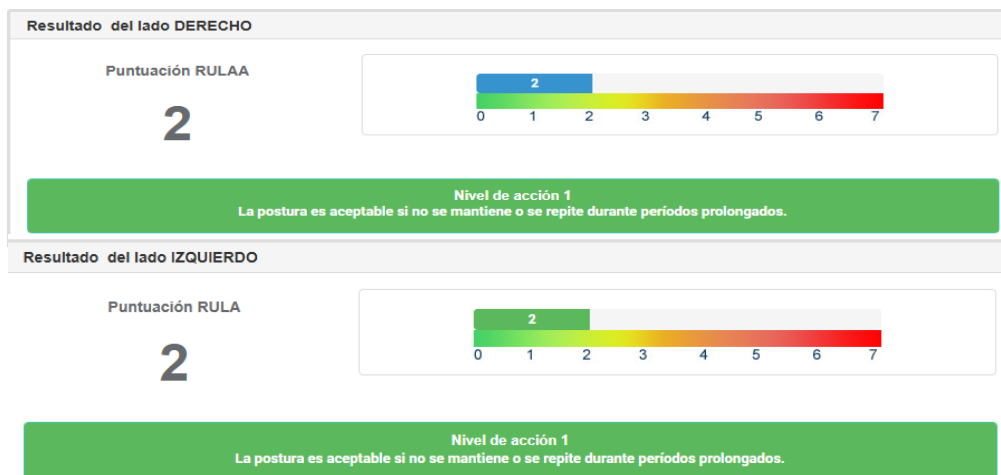 Resultado del lado DERECHO
Puntuación RULAA
2
2
0 1 2 3 4 5 6 7
Nivel de acción 1
La postura es aceptable si no se mantiene o se repite durante períodos prolongados.
Resultado del lado IZQUIERDO
Puntuación RULA
2
2
0 1 2 3 4 5 6 7
Nivel de acción 1
La postura es aceptable si no se mantiene o se repite durante períodos prolongados.